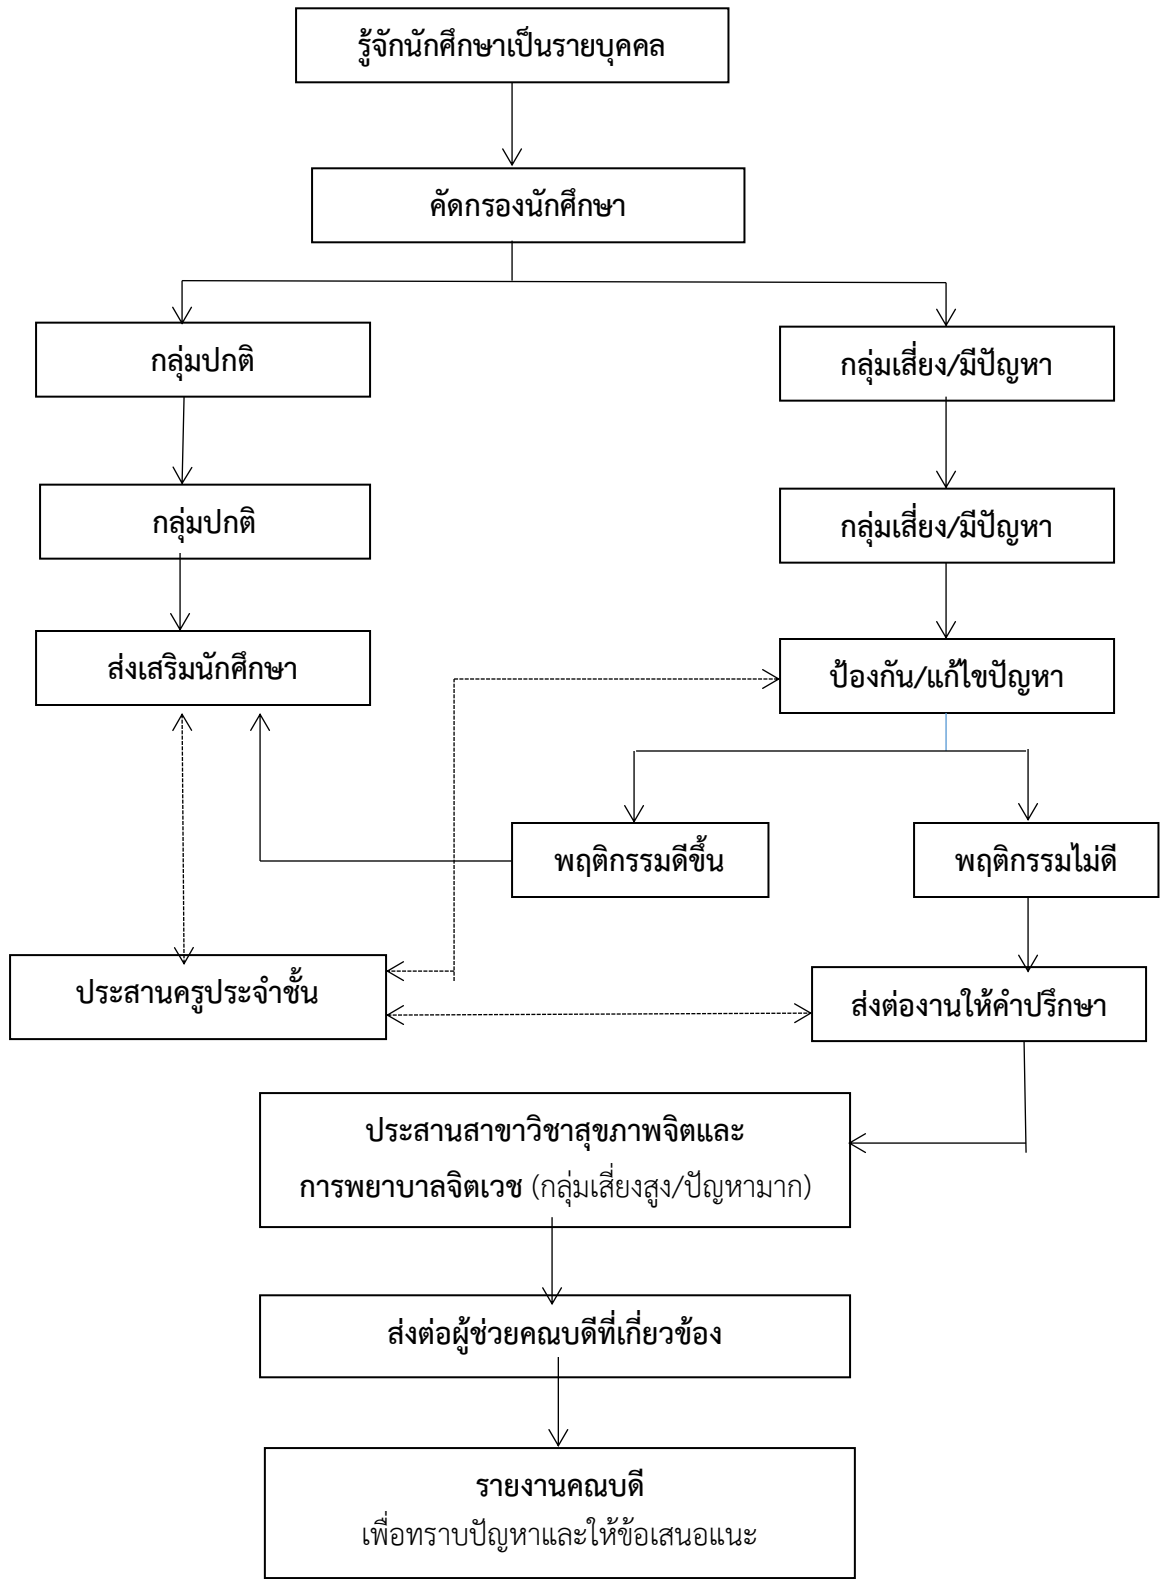 รู้จักนักศึกษาเป็นรายบุคคล
คัดกรองนักศึกษา
กลุ่มปกติ
กลุ่มเสี่ยง/มีปัญหา
กลุ่มปกติ
กลุ่มเสี่ยง/มีปัญหา
ส่งเสริมนักศึกษา
ป้องกัน/แก้ไขปัญหา
พฤติกรรมดีขึ้น
พฤติกรรมไม่ดี
ประสานครูประจำชั้น
ส่งต่องานให้คำปรึกษา
ประสานสาขาวิชาสุขภาพจิตและ
การพยาบาลจิตเวช (กลุ่มเสี่ยงสูง/ปัญหามาก)
ส่งต่อผู้ช่วยคณบดีที่เกี่ยวข้อง
รายงานคณบดี
เพื่อทราบปัญหาและให้ข้อเสนอแนะ